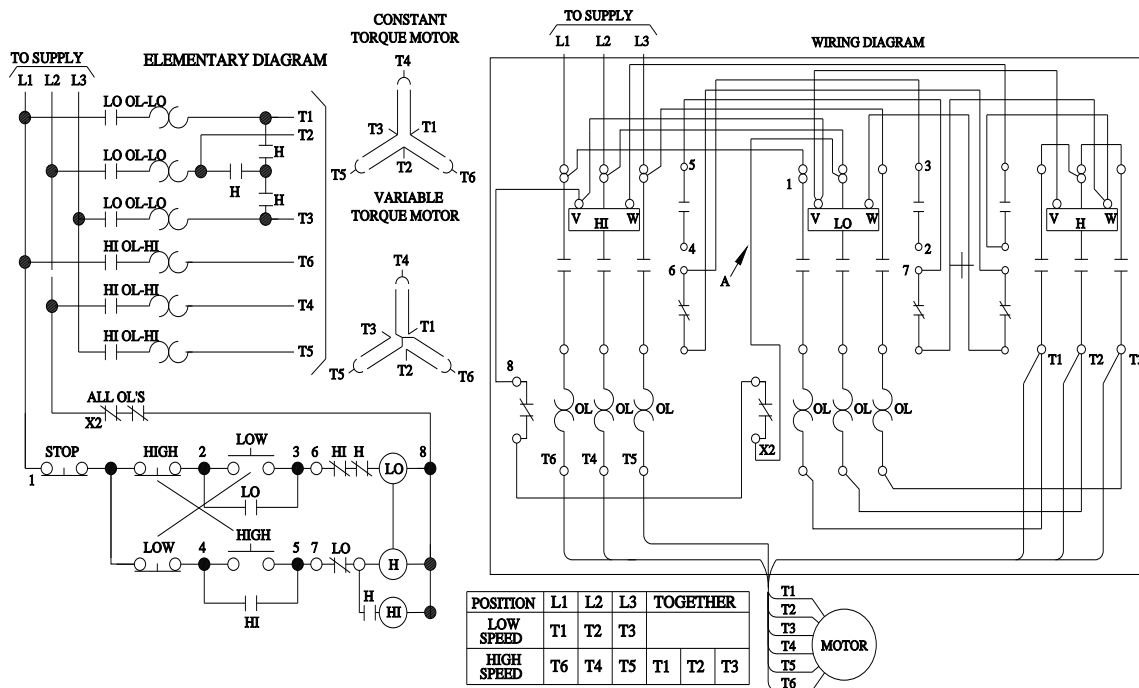 TO SUPPLY
L1 L2 L3
ELEMENTARY DIAGRAM
LO OL-LO
T1
T2
H
LO OL-LO
H
H
LO OL-LO
T3
HI OL-HI
T6
HI OL-HI
T4
HI OL-HI
T5
ALL OL'S
X2
STOP
1
HIGH
2
LOW
3
6
HI
H
LO
8
LO
LOW
4
HIGH
5
7
LO
H
HI
H
HI
CONSTANT
TORQUE MOTOR
T4
T3
T1
T5
T2
T6
VARIABLE
TORQUE MOTOR
T4
T3
T1
T5
T2
T6
TO SUPPLY
L1 L2 L3
WIRING DIAGRAM
5
1
3
V
HI
W
V
LO
W
V
H
W
4
2
6
7
A
8
T1
T2
T3
OL
OL
OL
X2
OL
OL
OL
T6
T4
T5
POSITION L1 L2 L3 TOGETHER
LOW SPEED T1 T2 T3
HIGH SPEED T6 T4 T5 T1 T2 T3
T1
T2
T3
T4
T5
T6
MOTOR